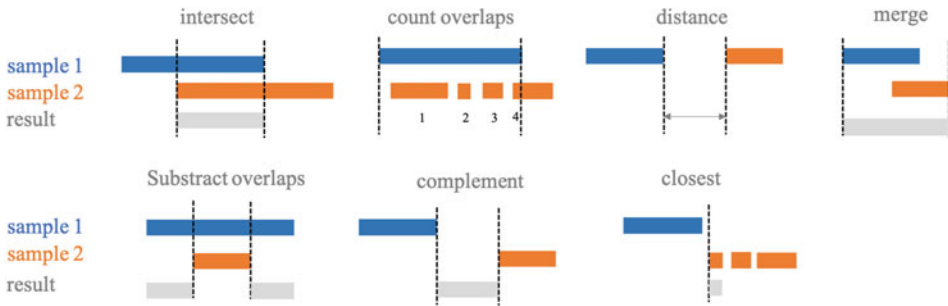 intersect
count overlaps
distance
merge
sample 1
sample 2
result
1 2 3 4
Substract overlaps
complement
closest
sample 1
sample 2
result